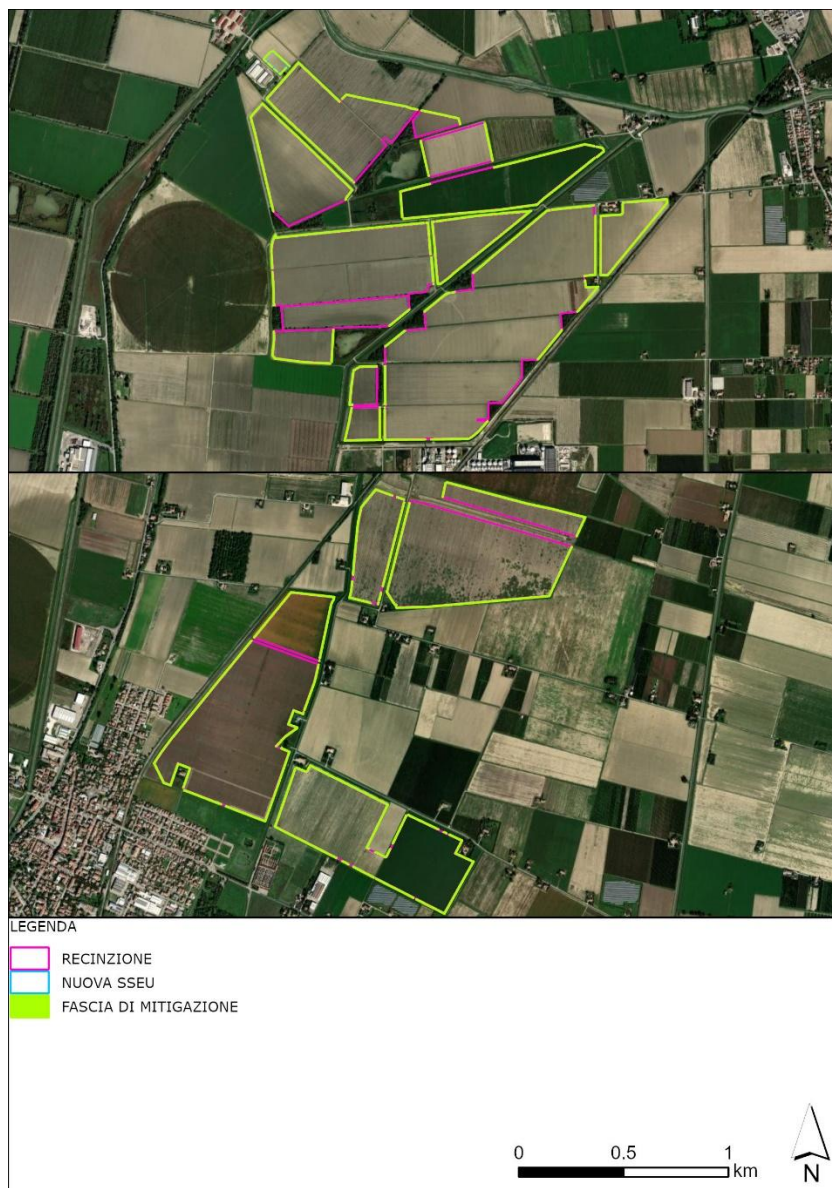 LEGENDA
RECINZIONE
NUOVA SSEU
FASCIA DI MITIGAZIONE
0 0.5 1
km
N